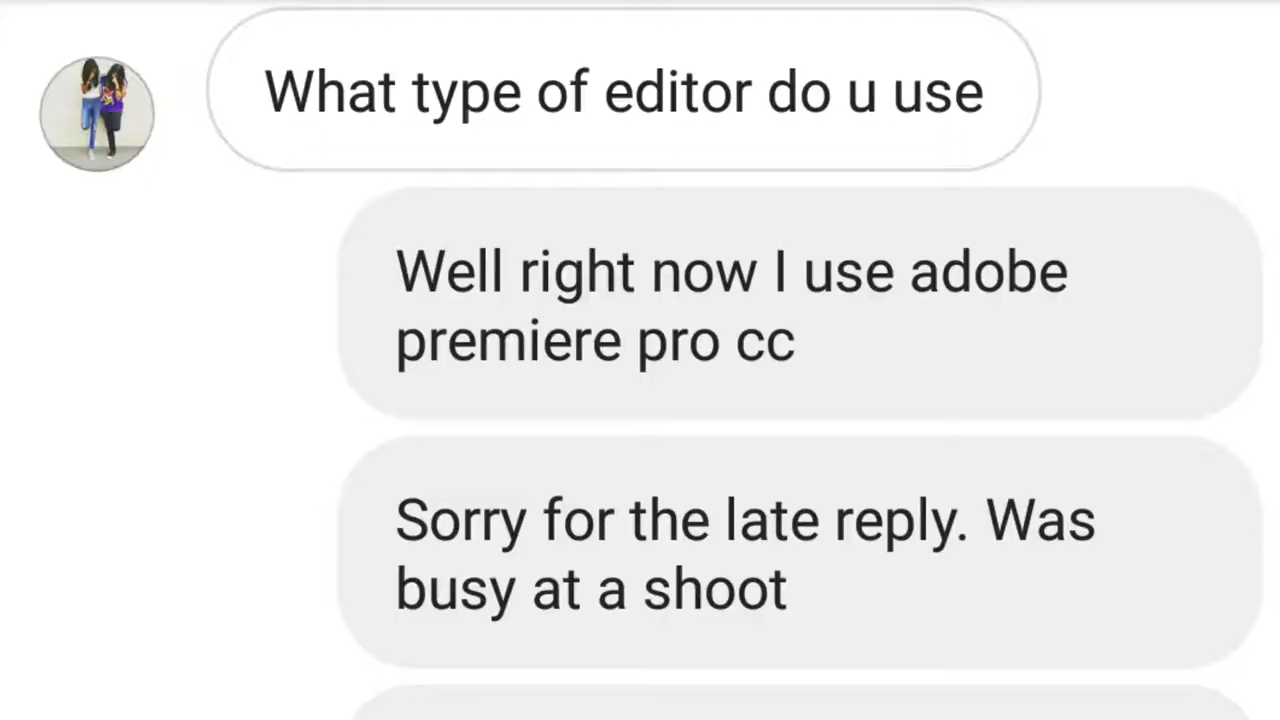 What type of editor do u use
Well right now I use adobe
premiere pro cc
Sorry for the late reply. Was
busy at a shoot